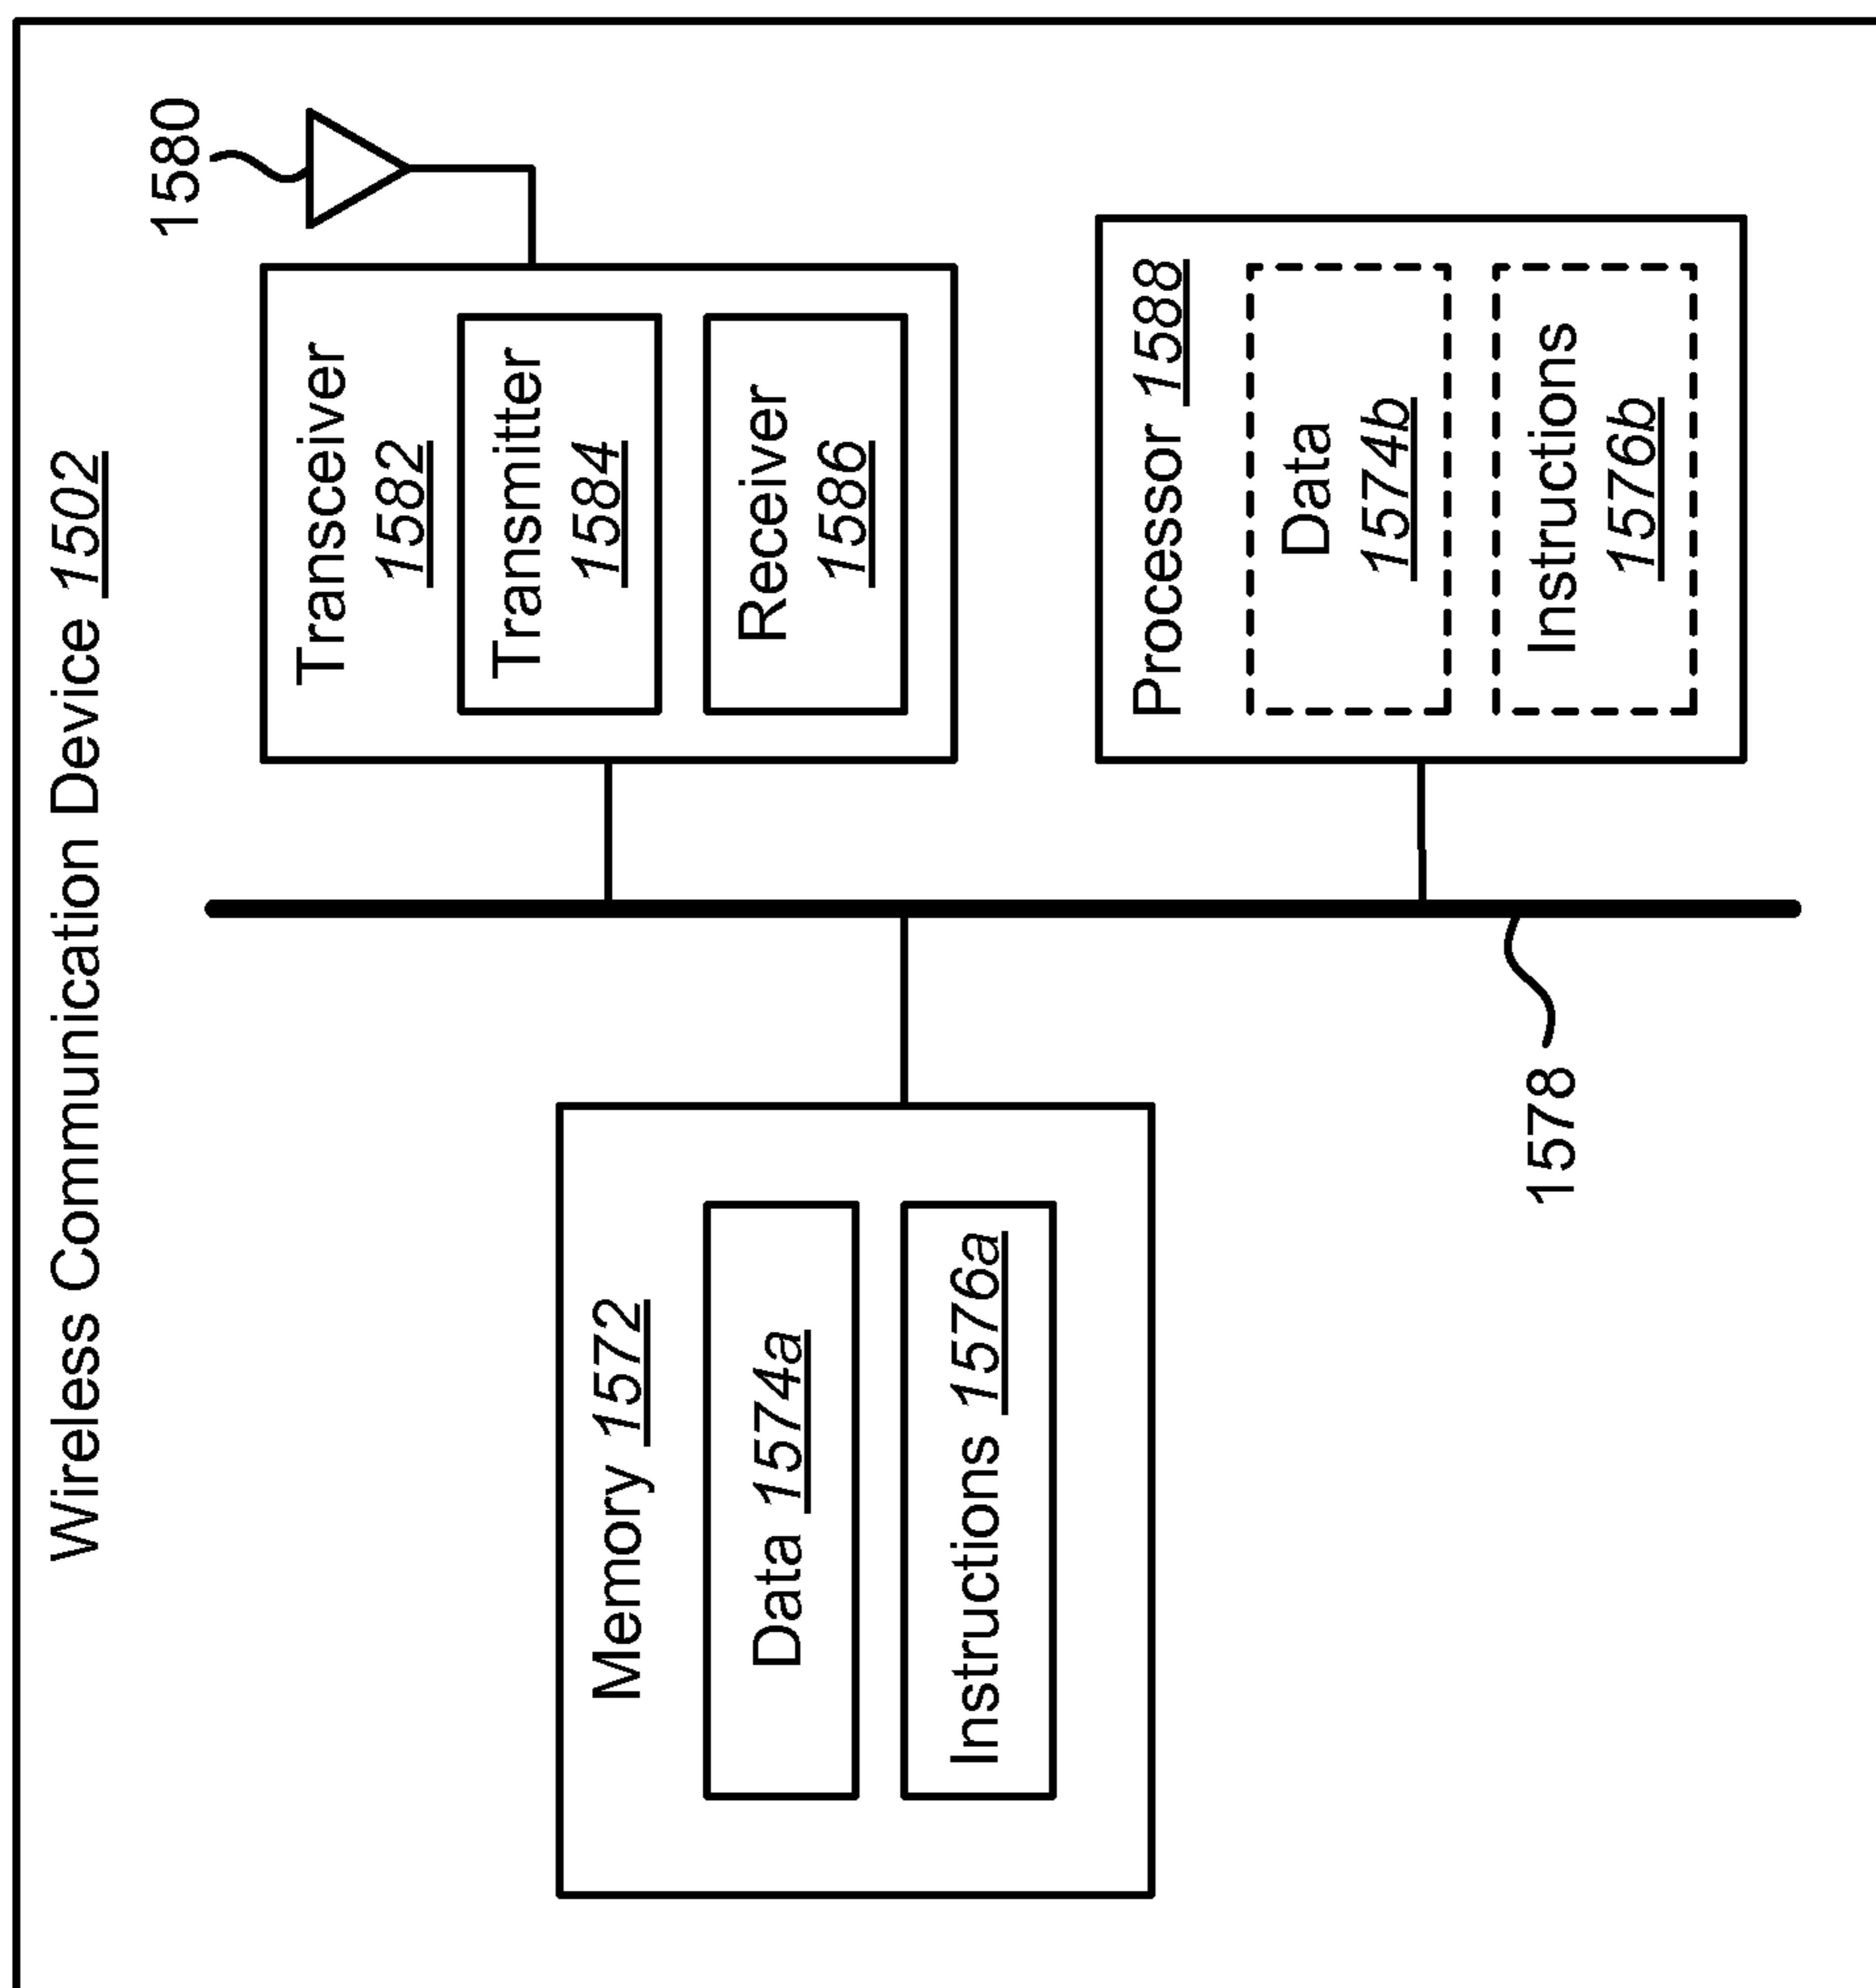 Wireless Communication Device 1502
1580
Transceiver
1582
Transmitter
1584
Receiver
1586
Memory 1572
Data 1574a
Instructions 1576a
Processor 1588
Data
1574b
Instructions
1576b
1578